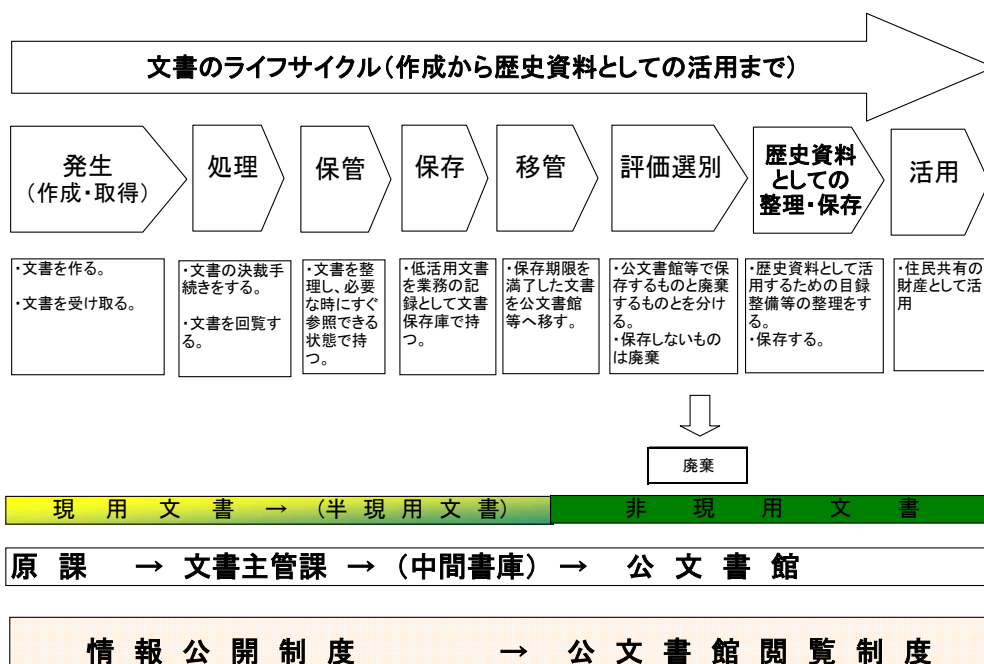 文書のライフサイクル(作成から歴史資料としての活用まで)
発生
(作成・取得)
処理
保管
保存
移管
評価選別
歴史資料
としての
整理・保存
活用
・文書を作る。
・文書を受け取る。
・文書の決裁手
続きをする。
・文書を回覧す
る。
・文書を整
理し、必要
な時にすぐ
参照できる
状態で持
つ。
・低活用文書
を業務の記
録として文書
保存庫で持
つ。
・保存期限を
満了した文書
を公文書館
等へ移す。
・公文書館等で保
存するものと廃棄
するものとを分け
る。
・保存しないもの
は廃棄
・歴史資料として活
用するための目録
整備等の整理をす
る。
・保存する。
・住民共有の
財産として活
用
廃棄
現用文書→(半現用文書) 非現用文書
原課 → 文書主管課 → (中間書庫) → 公文書館
情報公開制度 → 公文書館閲覧制度